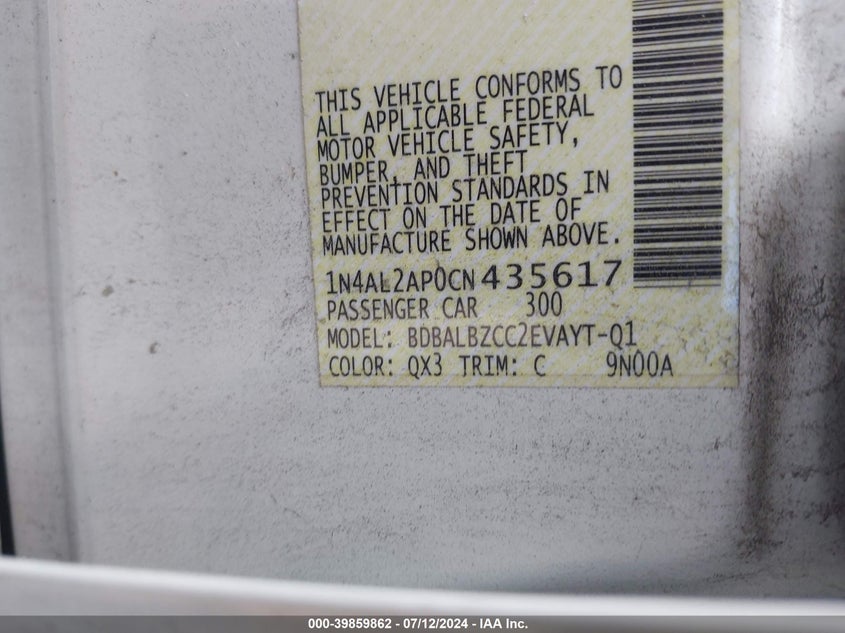 THIS VEHICLE CONFORMS TO
ALL APPLICABLE FEDERAL
MOTOR VEHICLE SAFETY,
BUMPER, AND THEFT
PREVENTION STANDARDS IN
EFFECT ON THE DATE OF
MANUFACTURE SHOWN ABOVE.
1N4AL2AP0CN435617
PASSENGER CAR 300
MODEL: BDBALBZCC2EVAYT-Q1
COLOR: QX3 TRIM: C 9N00A
000-39859862 - 07/12/2024 - IAA Inc.